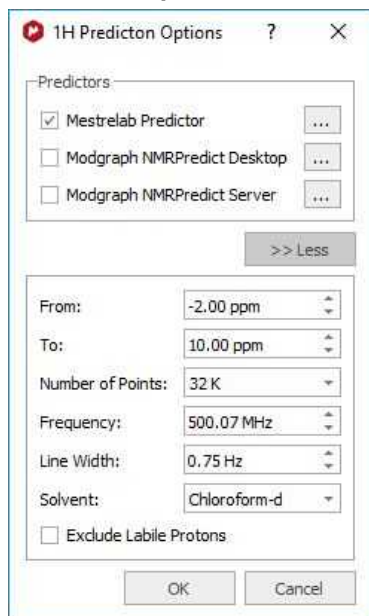 1H Predicton Options ? ×
Predictors
Mestrelab Predictor ...
Modgraph NMRPredict Desktop ...
Modgraph NMRPredict Server ...
>> Less
From: -2.00 ppm
To: 10.00 ppm
Number of Points: 32 K
Frequency: 500.07 MHz
Line Width: 0.75 Hz
Solvent: Chloroform-d
Exclude Labile Protons
OK Cancel